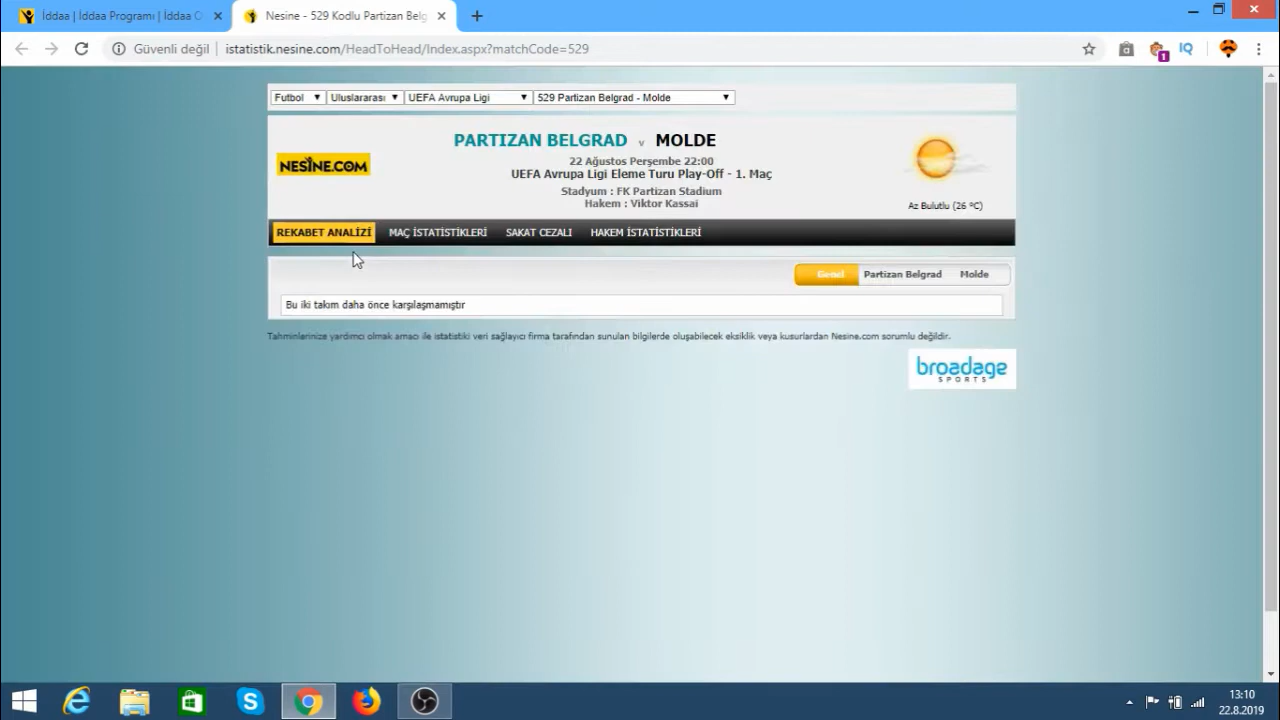 İddaa | İddaa Programı | İddaa O
Nesine - 529 Kodlu Partizan Belg
Güvenli değil
istatistik.nesine.com/HeadToHead/Index.aspx?matchCode=529
a
1
IQ
Futbol
Uluslararası
UEFA Avrupa Ligi
529 Partizan Belgrad - Molde
NESİNE.COM
PARTIZAN BELGRAD v MOLDE
22 Ağustos Perşembe 22:00
UEFA Avrupa Ligi Eleme Turu Play-Off - 1. Maç
Stadyum : FK Partizan Stadium
Hakem : Viktor Kassai
Az Bulutlu (26 °C)
REKABET ANALİZİ
MAÇ İSTATİSTİKLERİ
SAKAT CEZALI
HAKEM İSTATİSTİKLERİ
Genel
Partizan Belgrad
Molde
Bu iki takım daha önce karşılaşmamıştır
Tahminlerinize yardımcı olmak amacı ile istatistiki veri sağlayıcı firma tarafından sunulan bilgilerde oluşabilecek eksiklik veya kusurlardan Nesine.com sorumlu değildir.
broadage
SPORTS
13:10
22.8.2019